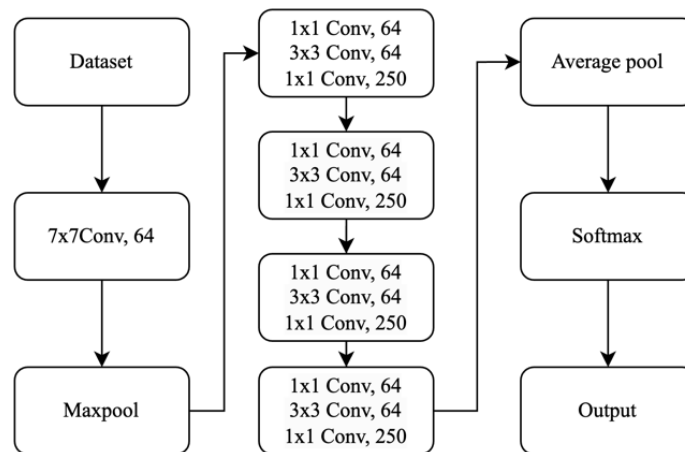 Dataset
7x7Conv, 64
Maxpool
1x1 Conv, 64
3x3 Conv, 64
1x1 Conv, 250
1x1 Conv, 64
3x3 Conv, 64
1x1 Conv, 250
1x1 Conv, 64
3x3 Conv, 64
1x1 Conv, 250
1x1 Conv, 64
3x3 Conv, 64
1x1 Conv, 250
Average pool
Softmax
Output